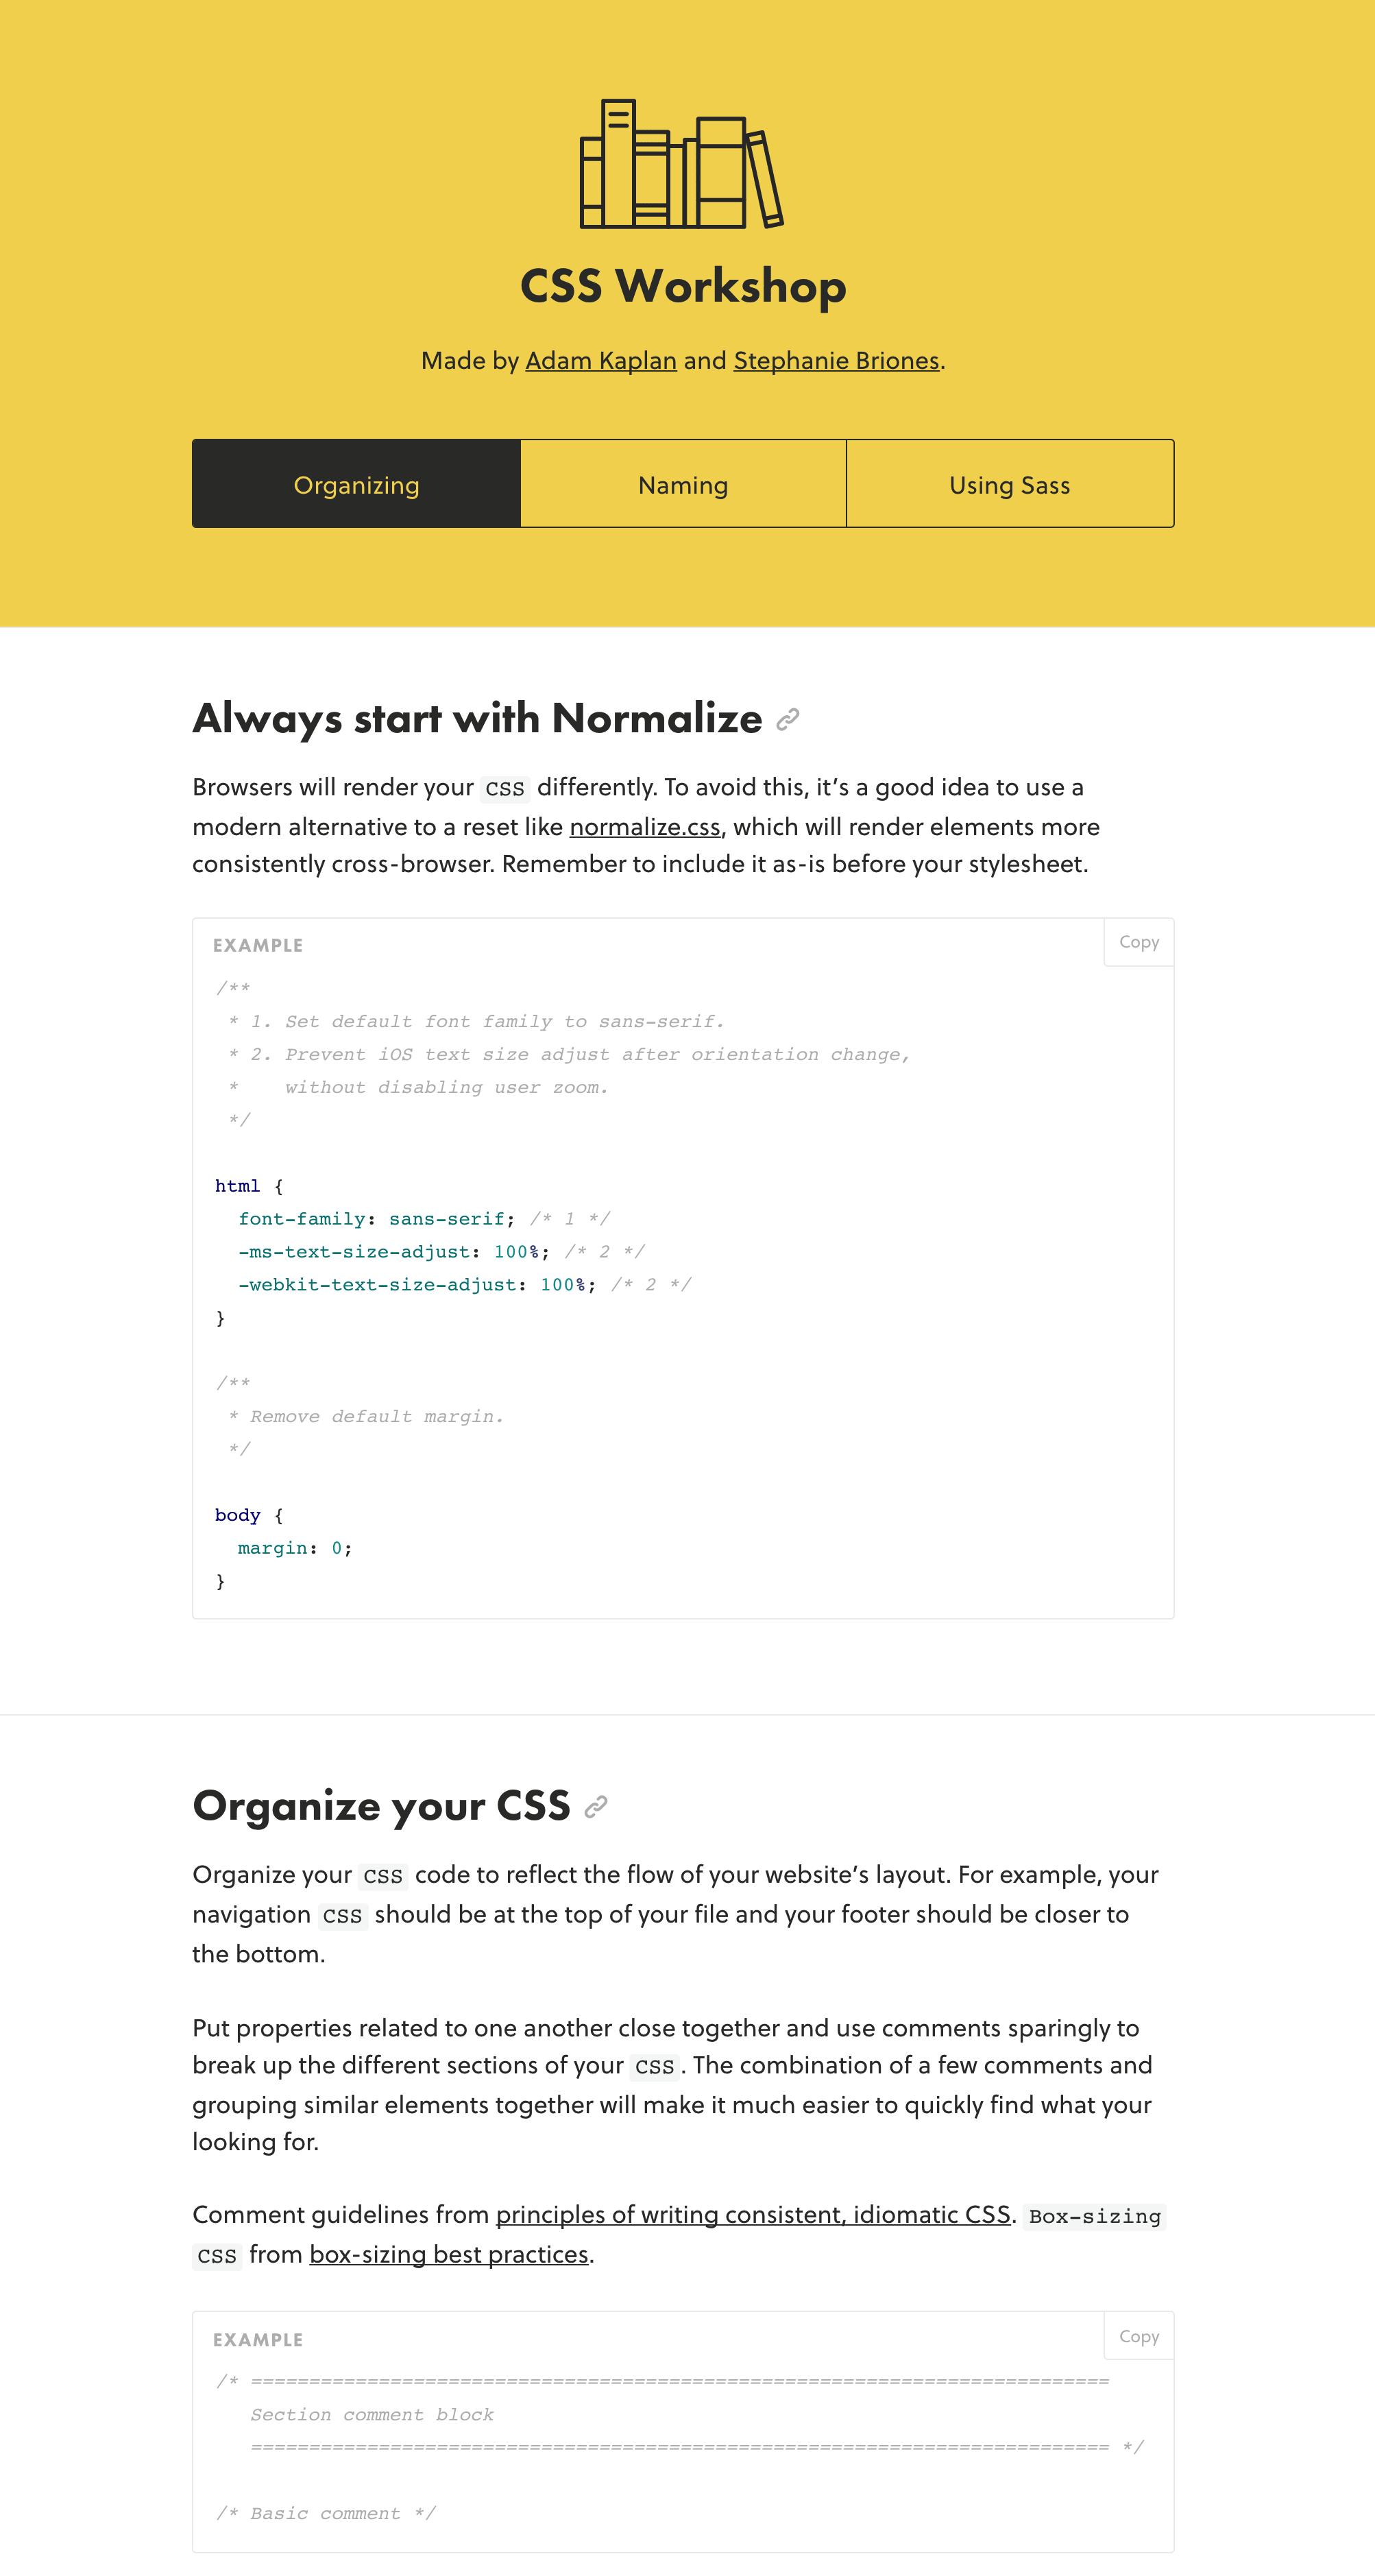 CSS Workshop
Made by Adam Kaplan and Stephanie Briones.
Organizing
Naming
Using Sass
Always start with Normalize
Browsers will render your CSS differently. To avoid this, it’s a good idea to use a
modern alternative to a reset like normalize.css, which will render elements more
consistently cross-browser. Remember to include it as-is before your stylesheet.
EXAMPLE
Copy
/**
 * 1. Set default font family to sans-serif.
 * 2. Prevent iOS text size adjust after orientation change,
 *    without disabling user zoom.
 */
html {
  font-family: sans-serif; /* 1 */
  -ms-text-size-adjust: 100%; /* 2 */
  -webkit-text-size-adjust: 100%; /* 2 */
}
/**
 * Remove default margin.
 */
body {
  margin: 0;
}
Organize your CSS
Organize your CSS code to reflect the flow of your website’s layout. For example, your
navigation CSS should be at the top of your file and your footer should be closer to
the bottom.
Put properties related to one another close together and use comments sparingly to
break up the different sections of your CSS. The combination of a few comments and
grouping similar elements together will make it much easier to quickly find what your
looking for.
Comment guidelines from principles of writing consistent, idiomatic CSS. Box-sizing
CSS from box-sizing best practices.
EXAMPLE
Copy
/* ==========================================================================
   Section comment block
   ========================================================================== */
/* Basic comment */